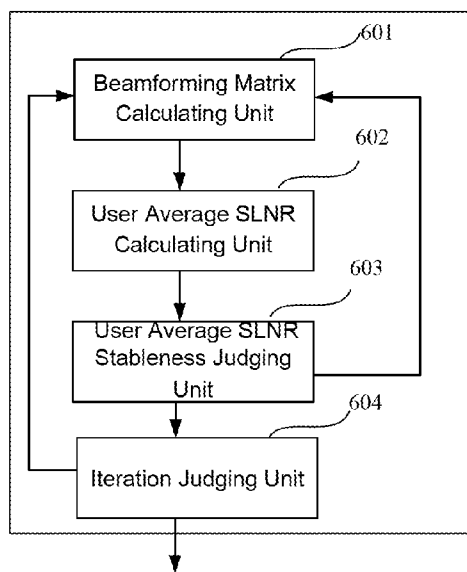 601
Beamforming Matrix
Calculating Unit
602
User Average SLNR
Calculating Unit
603
User Average SLNR
Stableness Judging
Unit
604
Iteration Judging Unit